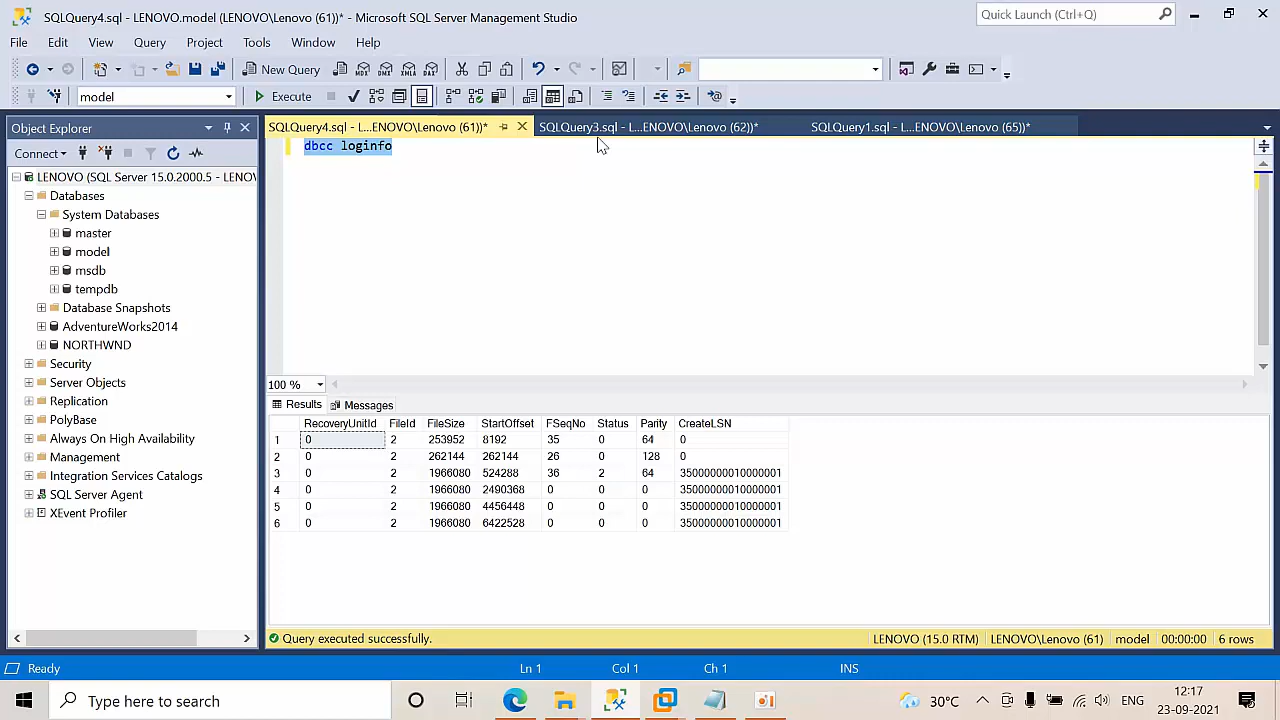 SQLQuery4.sql - LENOVO.model (LENOVO\Lenovo (61))* - Microsoft SQL Server Management Studio
Quick Launch (Ctrl+Q)
File Edit View Query Project Tools Window Help
New Query
MDX DMX XMLA DAX
model
Execute
Object Explorer
SQLQuery4.sql - L...ENOVO\Lenovo (61))*
SQLQuery3.sql - L...ENOVO\Lenovo (62))*
SQLQuery1.sql - L...ENOVO\Lenovo (65))*
Connect
dbcc loginfo
LENOVO (SQL Server 15.0.2000.5 - LENOV
Databases
System Databases
master
model
msdb
tempdb
Database Snapshots
AdventureWorks2014
NORTHWND
Security
Server Objects
Replication
PolyBase
Always On High Availability
Management
Integration Services Catalogs
SQL Server Agent
XEvent Profiler
100 %
Results Messages
RecoveryUnitId FileId FileSize StartOffset FSeqNo Status Parity CreateLSN
1 0 2 253952 8192 35 0 64 0
2 0 2 262144 262144 26 0 128 0
3 0 2 1966080 524288 36 2 64 35000000010000001
4 0 2 1966080 2490368 0 0 0 35000000010000001
5 0 2 1966080 4456448 0 0 0 35000000010000001
6 0 2 1966080 6422528 0 0 0 35000000010000001
Query executed successfully.
LENOVO (15.0 RTM) LENOVO\Lenovo (61) model 00:00:00 6 rows
Ready Ln 1 Col 1 Ch 1 INS
Type here to search
30°C ENG 12:17
23-09-2021